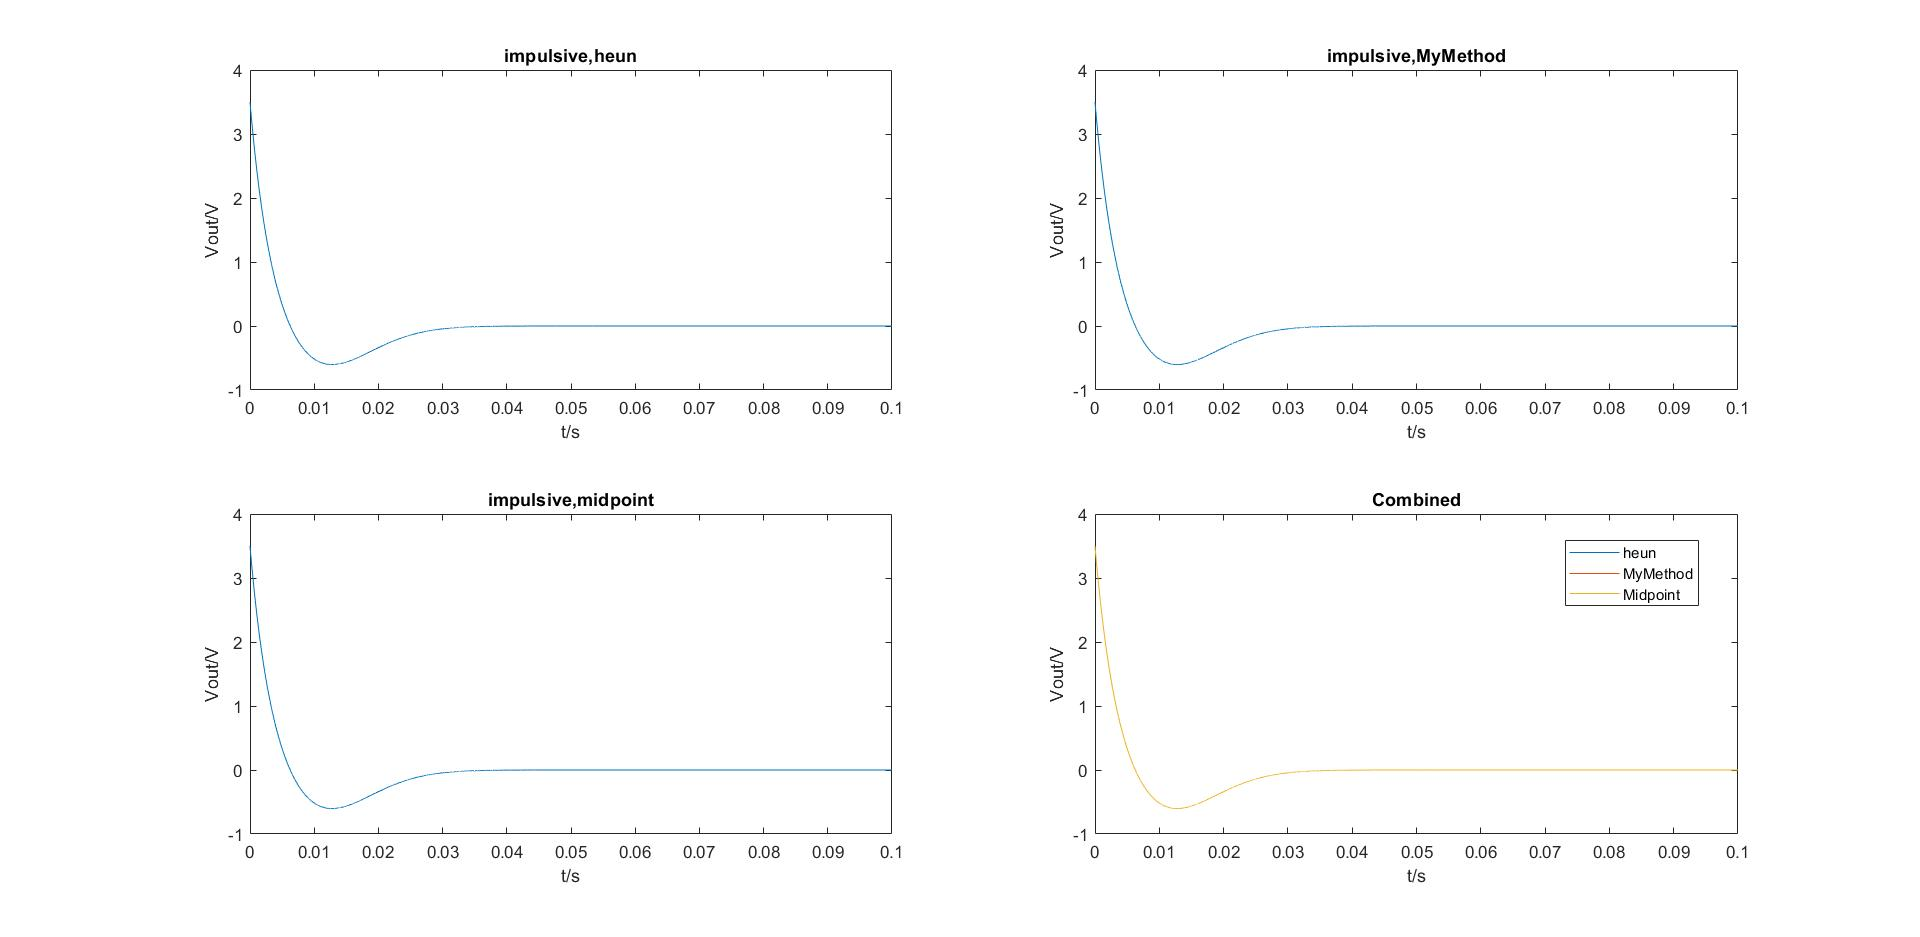 impulsive,heun
4
3
2
1
0
-1
Vout/V
0 0.01 0.02 0.03 0.04 0.05 0.06 0.07 0.08 0.09 0.1
t/s
impulsive,MyMethod
4
3
2
1
0
-1
Vout/V
0 0.01 0.02 0.03 0.04 0.05 0.06 0.07 0.08 0.09 0.1
t/s
impulsive,midpoint
4
3
2
1
0
-1
Vout/V
0 0.01 0.02 0.03 0.04 0.05 0.06 0.07 0.08 0.09 0.1
t/s
Combined
4
3
2
1
0
-1
Vout/V
heun
MyMethod
Midpoint
0 0.01 0.02 0.03 0.04 0.05 0.06 0.07 0.08 0.09 0.1
t/s